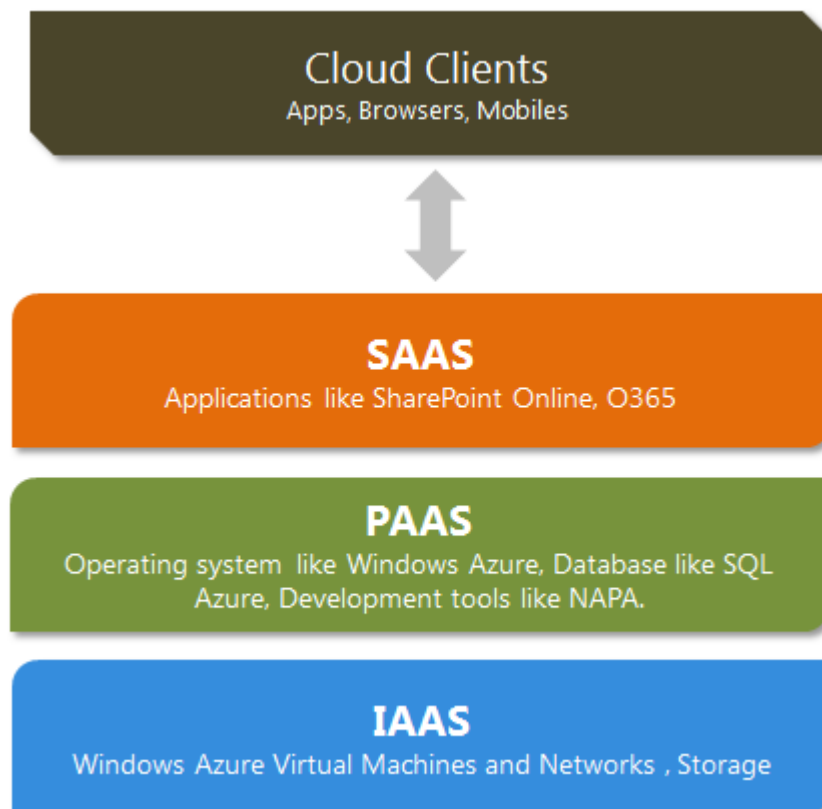 Cloud Clients
Apps, Browsers, Mobiles
SAAS
Applications like SharePoint Online, O365
PAAS
Operating system like Windows Azure, Database like SQL
Azure, Development tools like NAPA.
IAAS
Windows Azure Virtual Machines and Networks , Storage